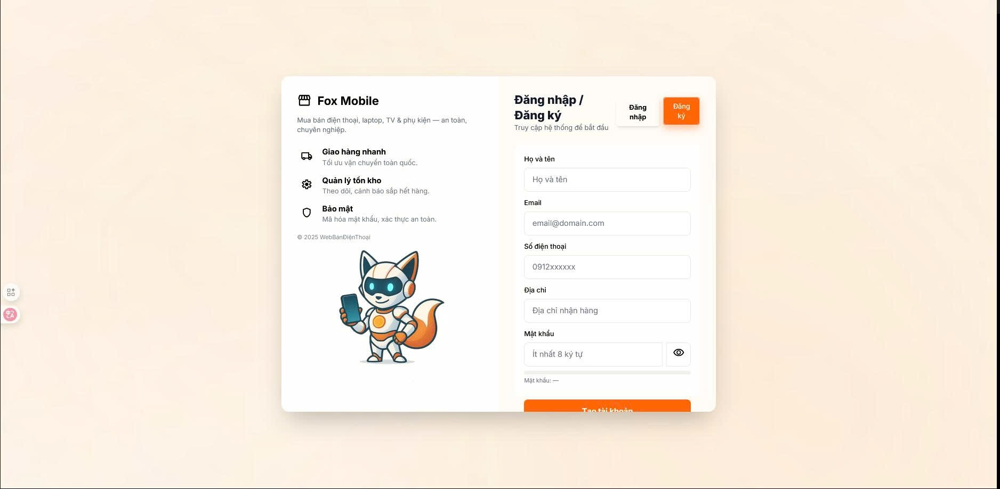 Fox Mobile
Mua bán điện thoại, laptop, TV & phụ kiện — an toàn,
chuyên nghiệp.
Giao hàng nhanh
Tối ưu vận chuyển toàn quốc.
Quản lý tồn kho
Theo dõi, cảnh báo sắp hết hàng.
Bảo mật
Mã hóa mật khẩu, xác thực an toàn.
© 2025 WebBánĐiệnThoại
Đăng nhập /
Đăng ký
Truy cập hệ thống để bắt đầu
Đăng
nhập
Đăng
ký
Họ và tên
Họ và tên
Email
email@domain.com
Số điện thoại
0912xxxxxx
Địa chỉ
Địa chỉ nhận hàng
Mật khẩu
Ít nhất 8 ký tự
Mật khẩu: —
Tạo tài khoản